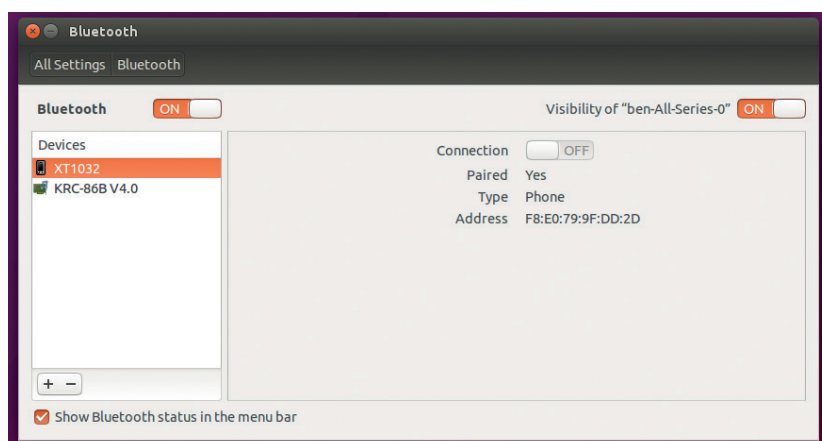 Bluetooth
All Settings Bluetooth
Bluetooth ON Visibility of “ben-All-Series-0” ON
Devices
XT1032
KRC-86B V4.0
Connection OFF
Paired Yes
Type Phone
Address F8:E0:79:9F:DD:2D
+ −
Show Bluetooth status in the menu bar